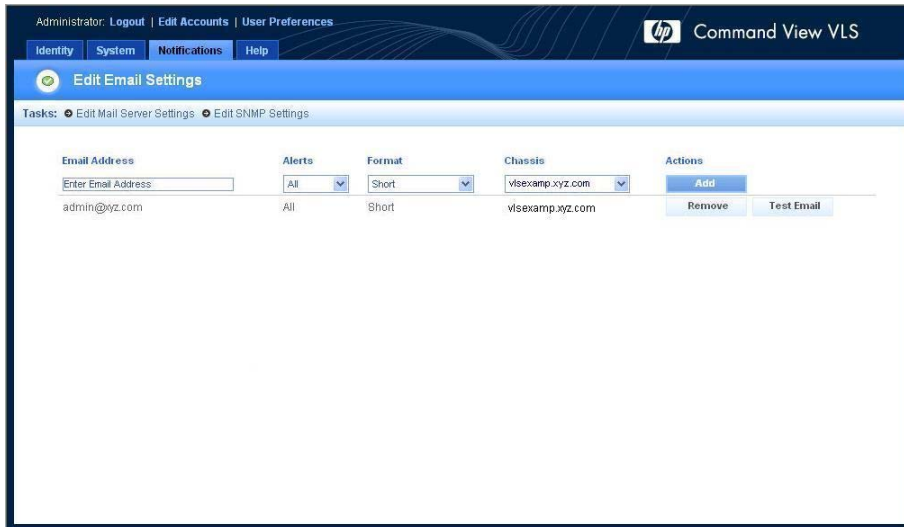 Administrator: Logout | Edit Accounts | User Preferences
hp Command View VLS
Identity System Notifications Help
Edit Email Settings
Tasks: Edit Mail Server Settings Edit SNMP Settings
Email Address Alerts Format Chassis Actions
Enter Email Address All Short vlsexamp.xyz.com Add
admin@xyz.com All Short vlsexamp.xyz.com Remove Test Email